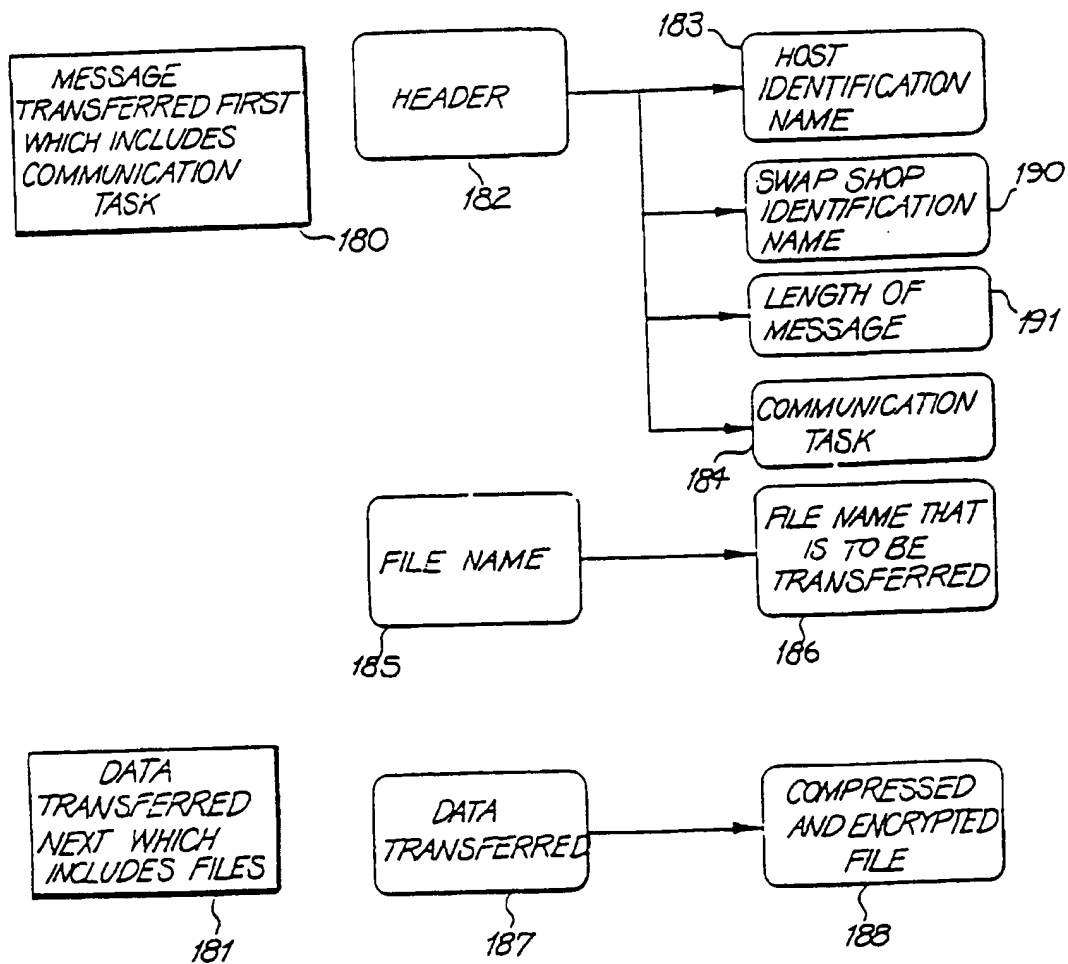 MESSAGE
TRANSFERRED FIRST
WHICH INCLUDES
COMMUNICATION
TASK
180
HEADER
182
183
HOST
IDENTIFICATION
NAME
SWAP SHOP
IDENTIFICATION
NAME
190
LENGTH OF
MESSAGE
191
COMMUNICATION
TASK
184
FILE NAME
185
FILE NAME THAT
IS TO BE
TRANSFERRED
186
DATA
TRANSFERRED
NEXT WHICH
INCLUDES FILES
181
DATA
TRANSFERRED
187
COMPRESSED
AND ENCRYPTED
FILE
188